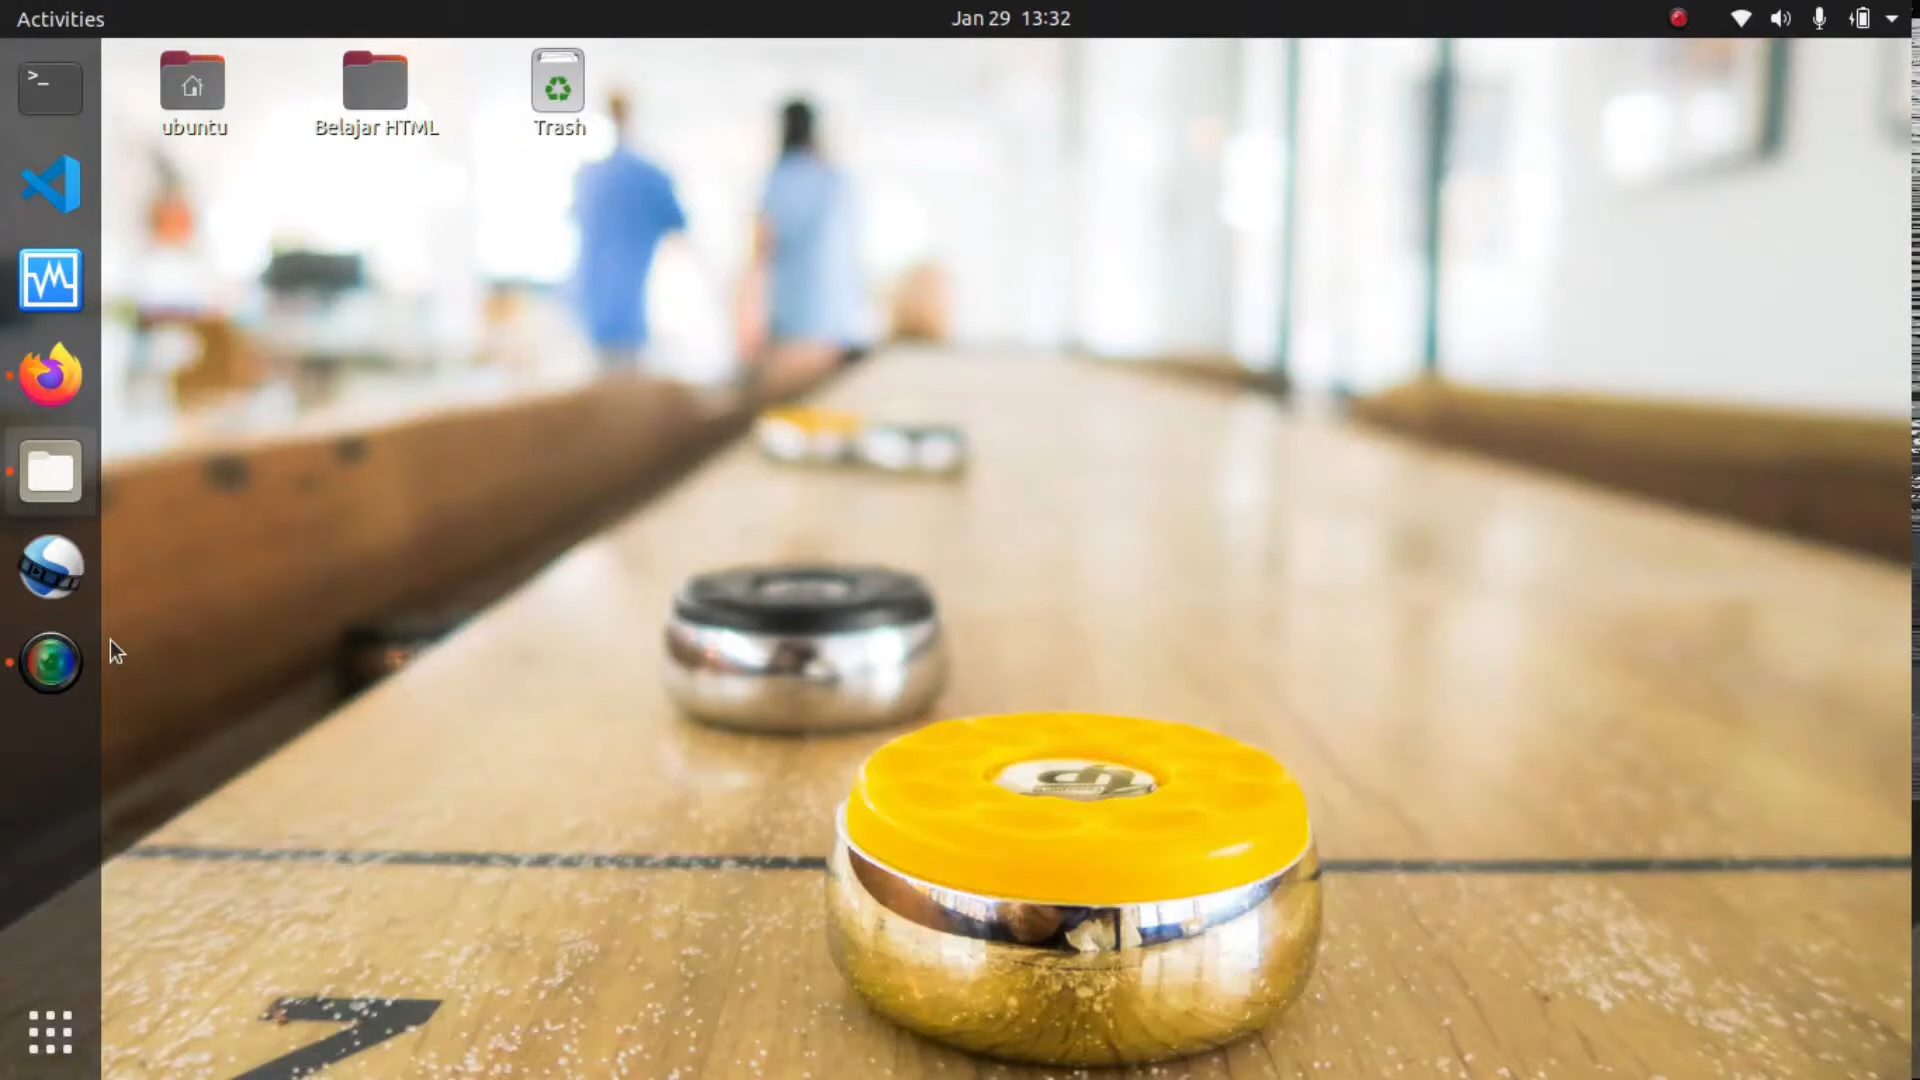 Activities
Jan 29 13:32
ubuntu
Belajar HTML
Trash